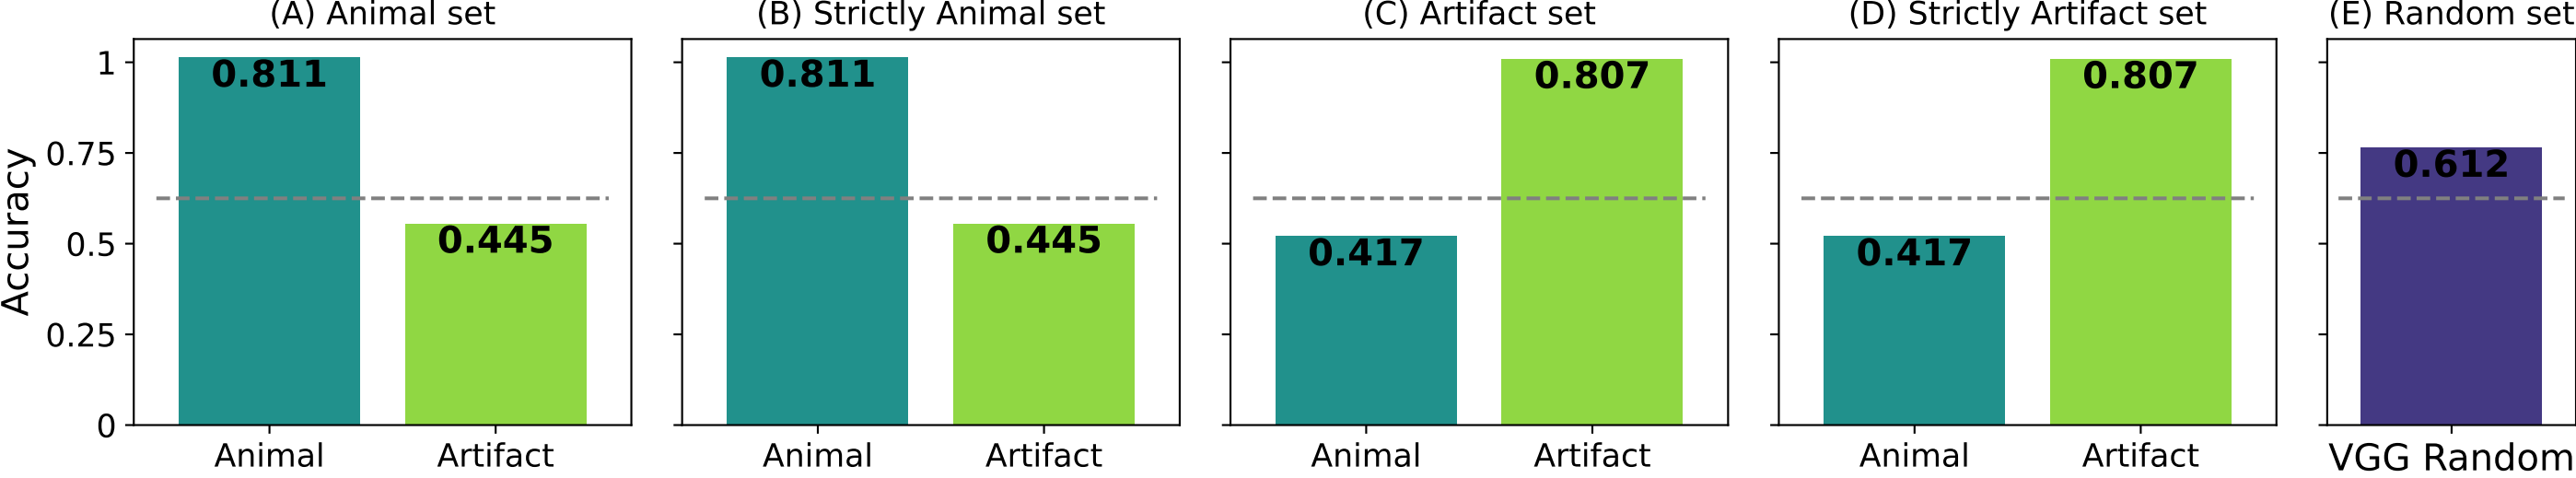 (A) Animal set
(B) Strictly Animal set
(C) Artifact set
(D) Strictly Artifact set
(E) Random set
Accuracy
1
0.75
0.5
0.25
0
0.811
0.445
0.811
0.445
0.417
0.807
0.417
0.807
0.612
Animal
Artifact
Animal
Artifact
Animal
Artifact
Animal
Artifact
VGG Random